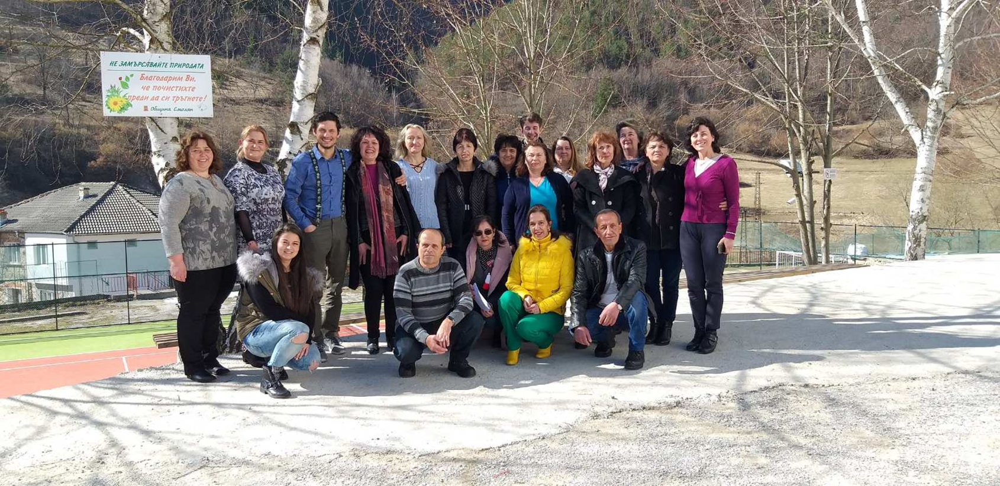 НЕ ЗАМЪРСЯВАЙТЕ ПРИРОДАТА
Благодарим Ви,
че почистихте
преди да си тръгнете!
Община Смолян